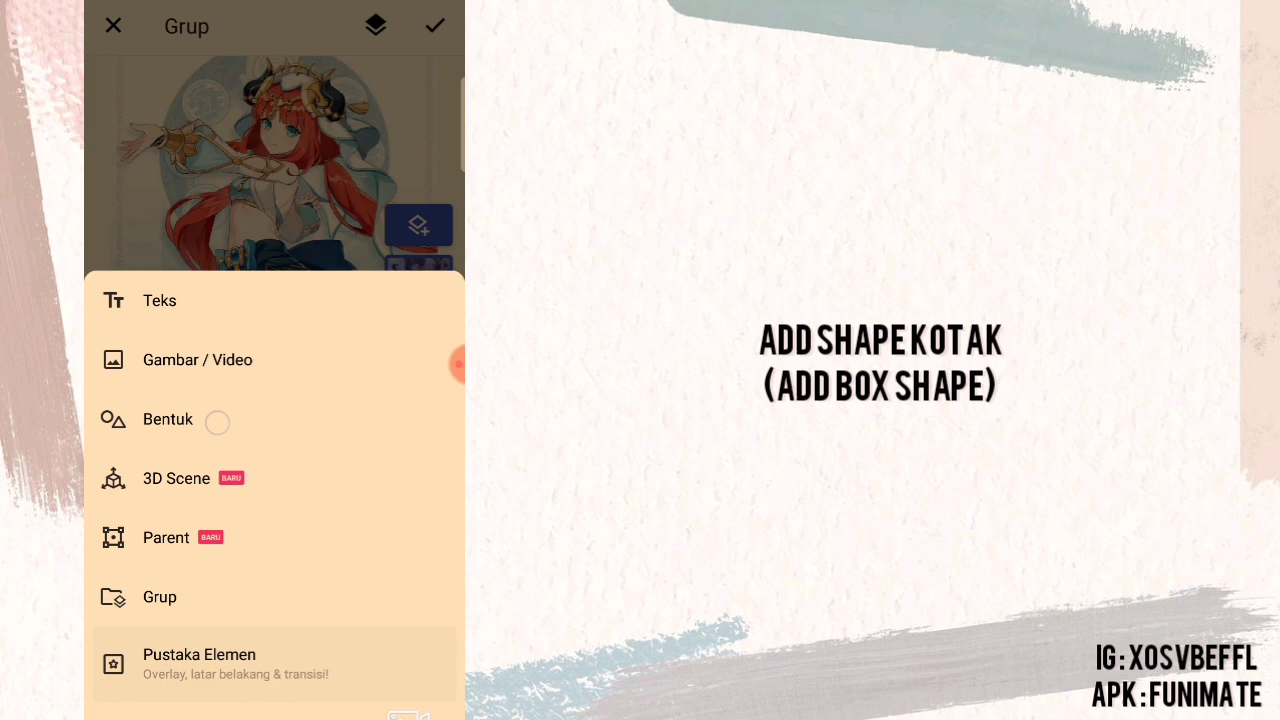 Grup
Teks
Gambar / Video
Bentuk
3D Scene BARU
Parent BARU
Grup
Pustaka Elemen
Overlay, latar belakang & transisi!
ADD SHAPE KOTAK
(ADD BOX SHAPE)
IG : XOSVBEFFL
APK : FUNIMATE